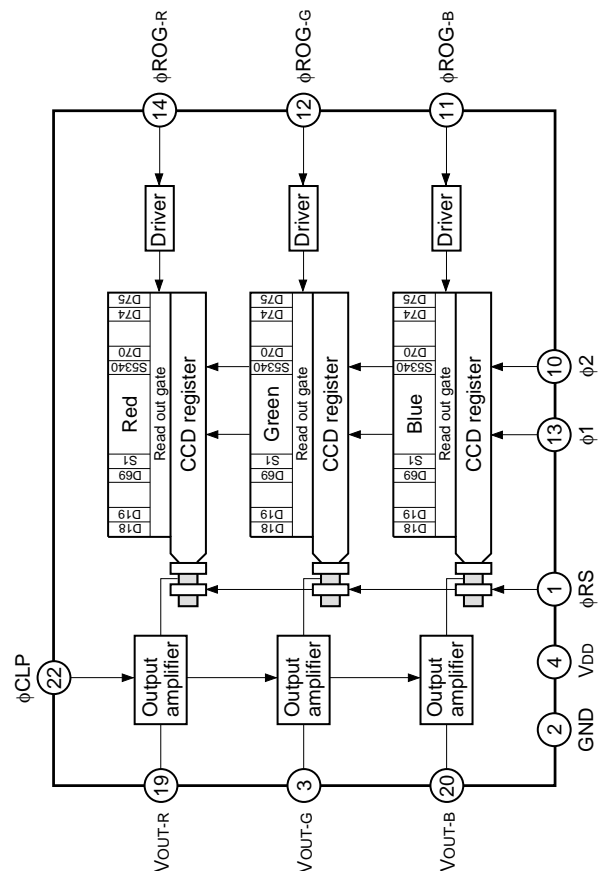 φROG-R
φROG-G
φROG-B
14
12
11
Driver
Driver
Driver
D75
D74
D70
S5340
Red
S1
D69
D19
D18
Read out gate
CCD register
D75
D74
D70
S5340
Green
S1
D69
D19
D18
Read out gate
CCD register
D75
D74
D70
S5340
Blue
S1
D69
D19
D18
Read out gate
CCD register
10
φ2
13
φ1
1
φRS
4
VDD
2
GND
φCLP
22
Output
amplifier
Output
amplifier
Output
amplifier
19
3
20
VOUT-R
VOUT-G
VOUT-B